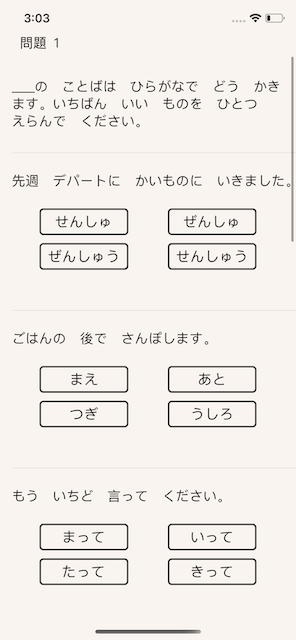 3:03
問題 1
___の ことばは ひらがなで どう かき
ます。いちばん いい ものを ひとつ
えらんで ください。
先週 デパートに かいものに いきました。
せんしゅ ぜんしゅ
ぜんしゅう せんしゅう
ごはんの 後で さんぽします。
まえ あと
つぎ うしろ
もう いちど 言って ください。
まって いって
たって きって